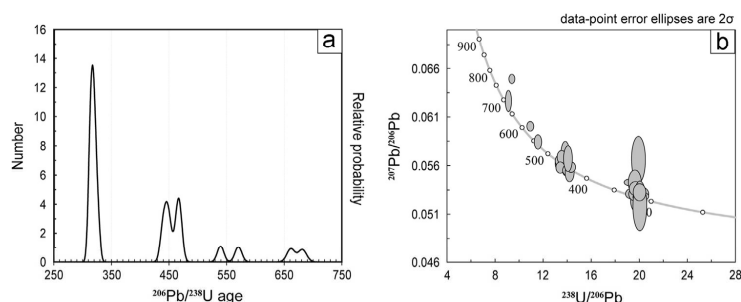 data-point error ellipses are 2σ
a
16
14
12
10
8
6
4
2
0
Number
Relative probability
250 350 450 550 650 750
²⁰⁶Pb/²³⁸U age
b
0.066
0.061
0.056
0.051
0.046
²⁰⁷Pb/²⁰⁶Pb
900
800
700
600
500
400
0
4 8 12 16 20 24 28
²³⁸U/²⁰⁶Pb